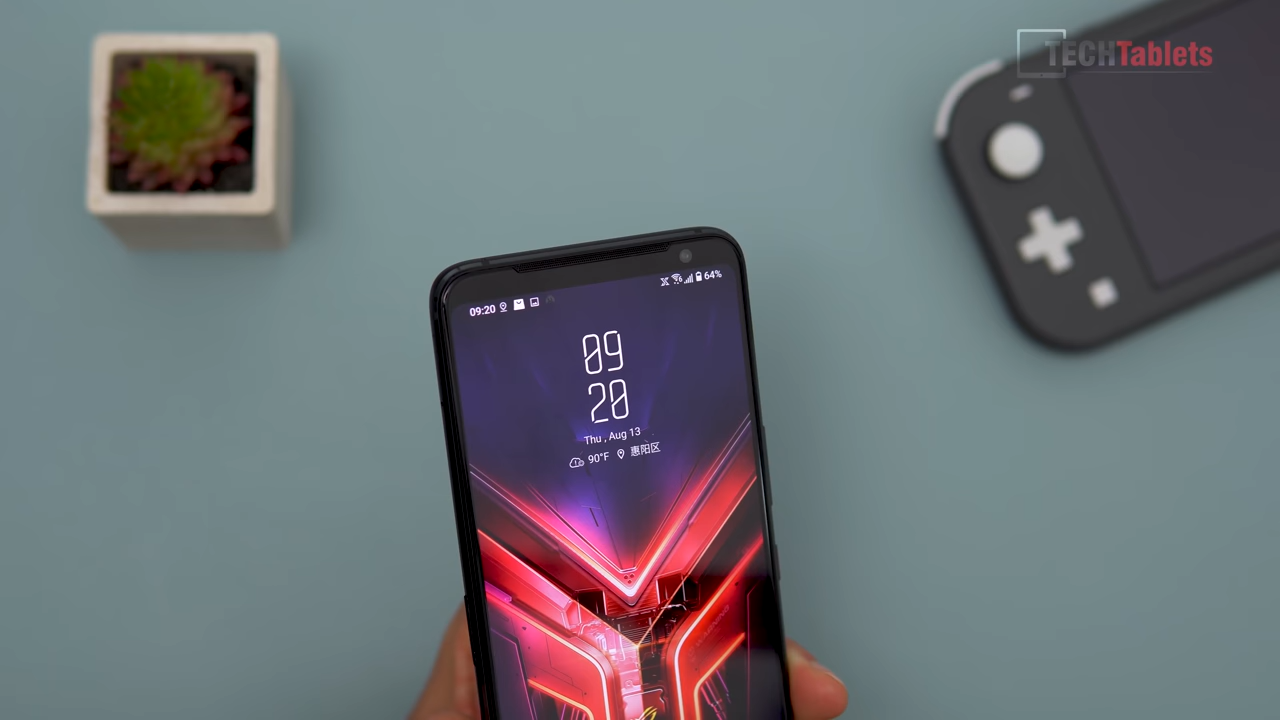 TECHTablets
09:20
64%
09
20
Thu , Aug 13
90°F 惠阳区